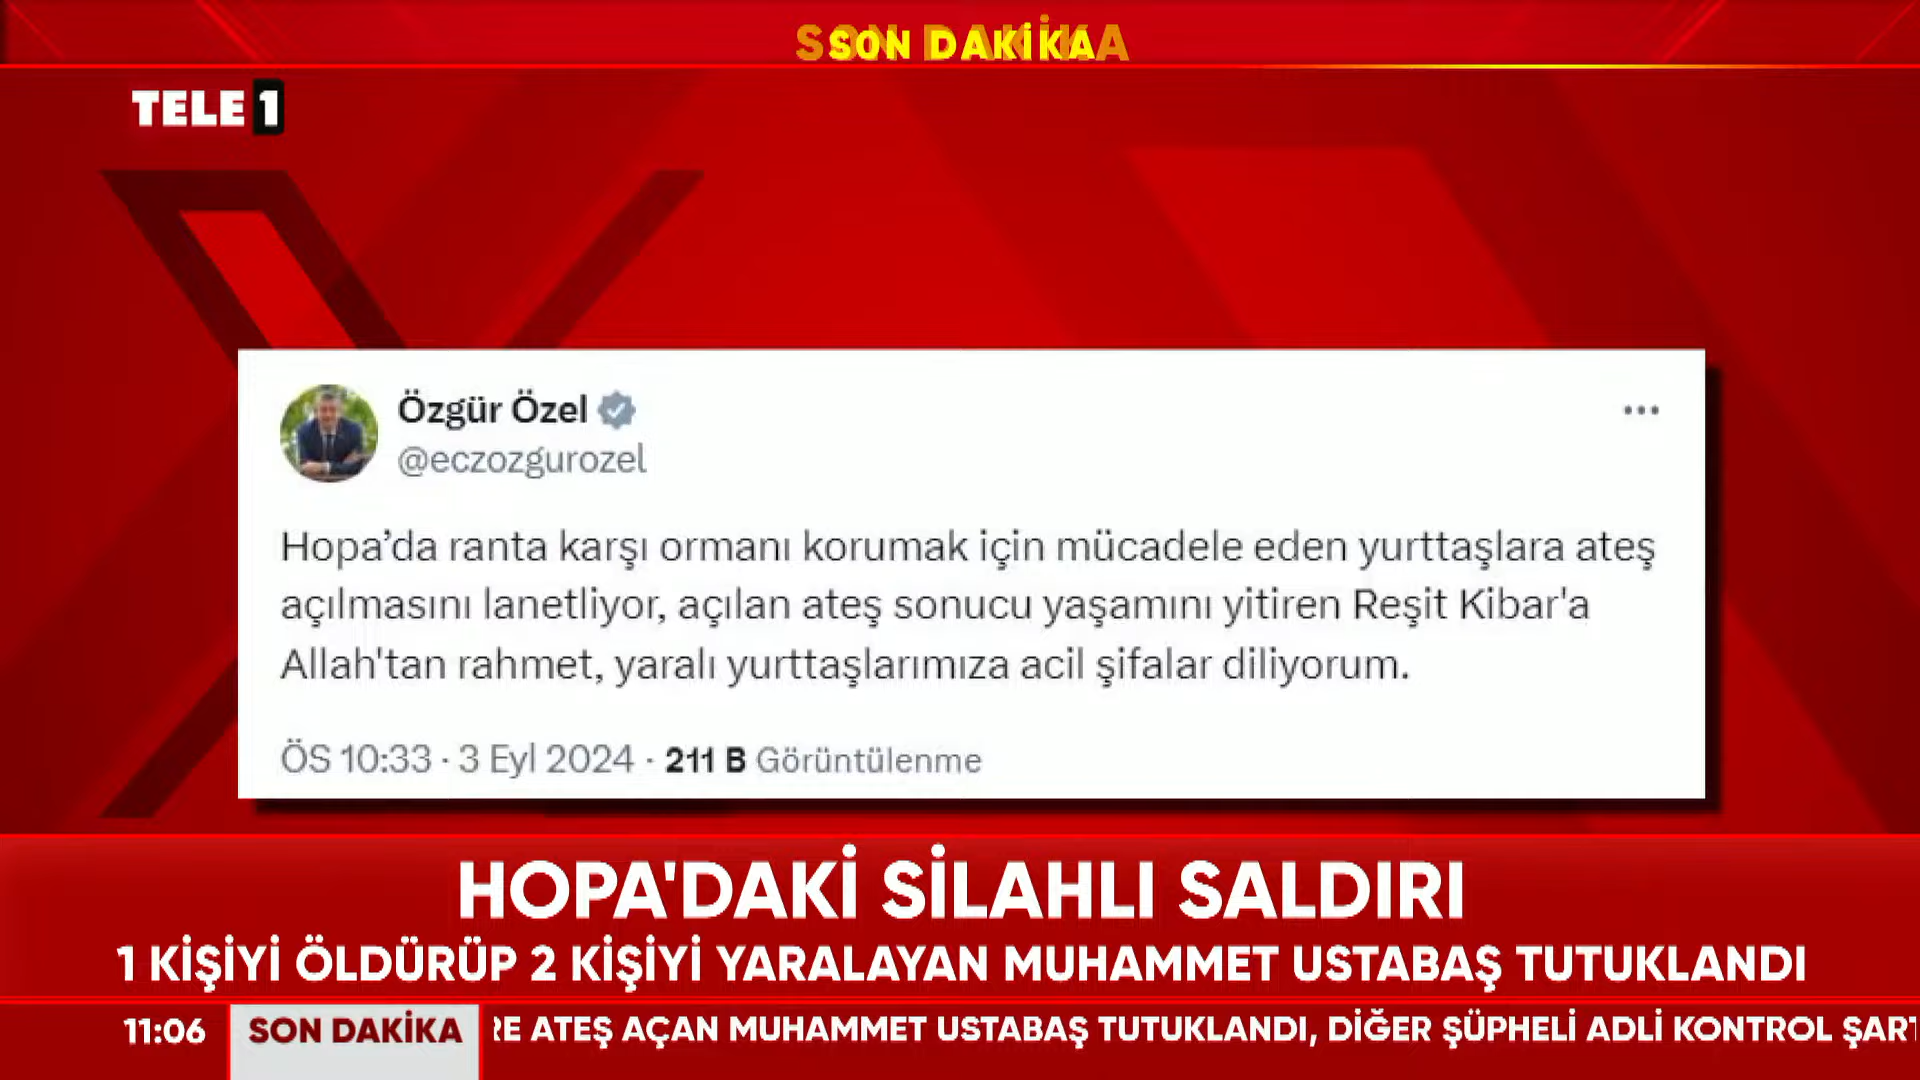 SON DAKİKA
TELE1
Özgür Özel
@eczozgurozel
Hopa’da ranta karşı ormanı korumak için mücadele eden yurttaşlara ateş
açılmasını lanetliyor, açılan ateş sonucu yaşamını yitiren Reşit Kibar'a
Allah'tan rahmet, yaralı yurttaşlarımıza acil şifalar diliyorum.
ÖS 10:33 · 3 Eyl 2024 · 211 B Görüntülenme
HOPA'DAKİ SİLAHLI SALDIRI
1 KİŞİYİ ÖLDÜRÜP 2 KİŞİYİ YARALAYAN MUHAMMET USTABAŞ TUTUKLANDI
11:06 SON DAKİKA RE ATEŞ AÇAN MUHAMMET USTABAŞ TUTUKLANDI, DİĞER ŞÜPHELİ ADLİ KONTROL ŞART